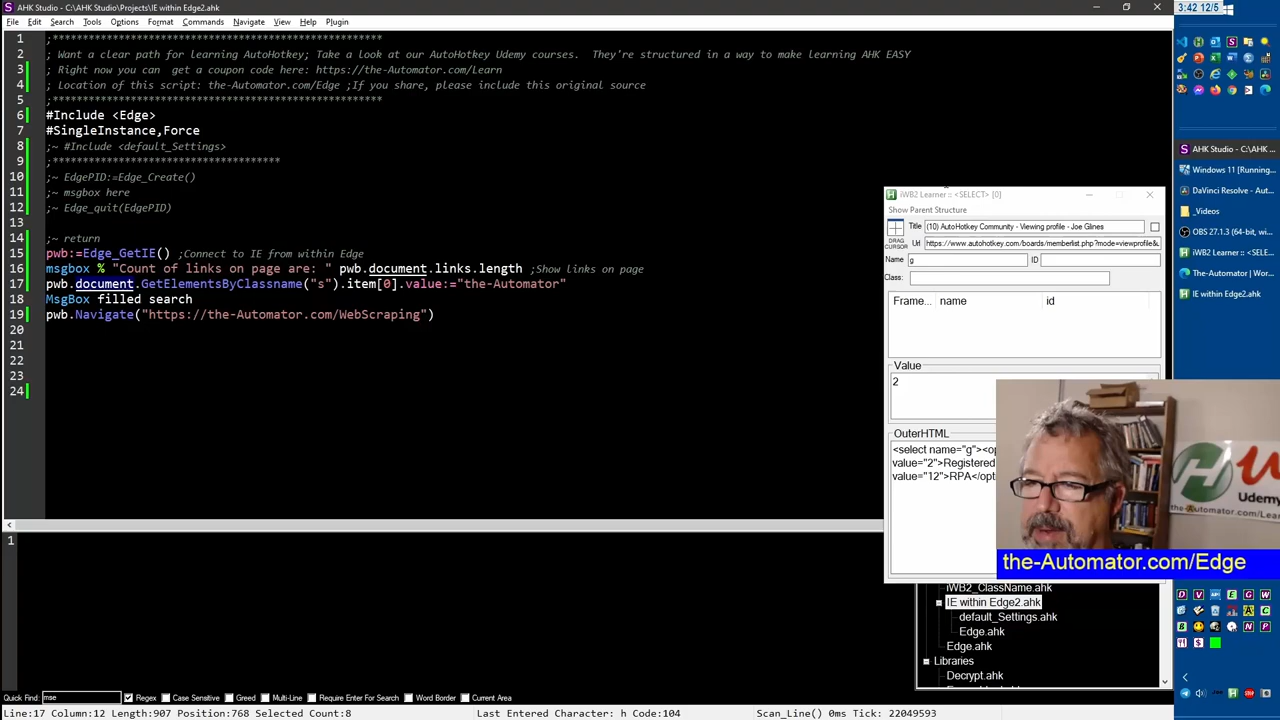 AHK Studio - C:\AHK Studio\Projects\IE within Edge2.ahk
3:42 12/5
File Edit Search Tools Options Format Commands Navigate View Help Plugin
1 ;****************************************************
2 ; Want a clear path for learning AutoHotkey; Take a look at our AutoHotkey Udemy courses. They're structured in a way to make learning AHK EASY
3 ; Right now you can get a coupon code here: https://the-Automator.com/Learn
4 ; Location of this script: the-Automator.com/Edge ;If you share, please include this original source
5 ;****************************************************
6 #Include <Edge>
7 #SingleInstance,Force
8 ;~ #Include <default_Settings>
9 ;************************************
10 ;~ EdgePID:=Edge_Create()
11 ;~ msgbox here
12 ;~ Edge_quit(EdgePID)
13
14 ;~ return
15 pwb:=Edge_GetIE() ;Connect to IE from within Edge
16 msgbox % "Count of links on page are: " pwb.document.links.length ;Show links on page
17 pwb.document.GetElementsByClassname("s").item[0].value:="the-Automator"
18 MsgBox filled search
19 pwb.Navigate("https://the-Automator.com/WebScraping")
20
21
22
23
24
1
AHK Studio - C:\AHK ...
Windows 11 [Running...
DaVinci Resolve - ...
_Videos
OBS 27.1.3 (64-bit, wi...
iWB2 Learner :: <SELEC...
The-Automator | Wor...
IE within Edge2.ahk
iWB2 Learner :: <SELECT> [0]
Show Parent Structure
DRAG CURSOR
Title (10) AutoHotkey Community - Viewing profile - Joe Glines
Url https://www.autohotkey.com/boards/memberlist.php?mode=viewprofile&u
Name g ID
Class:
Frame... name id
Value
2
OuterHTML
<select name="g"><op
value="2">Registered
value="12">RPA</opti
Udemy
the-Automator.com/Edge
iWB2_ClassName.ahk
IE within Edge2.ahk
default_Settings.ahk
Edge.ahk
Edge.ahk
Libraries
Decrypt.ahk
Quick Find: mse Regex Case Sensitive Greed Multi-Line Require Enter For Search Word Border Current Area
Line:17 Column:12 Length:907 Position:768 Selected Count:8 Last Entered Character: h Code:104 Scan_Line() 0ms Tick: 22049593